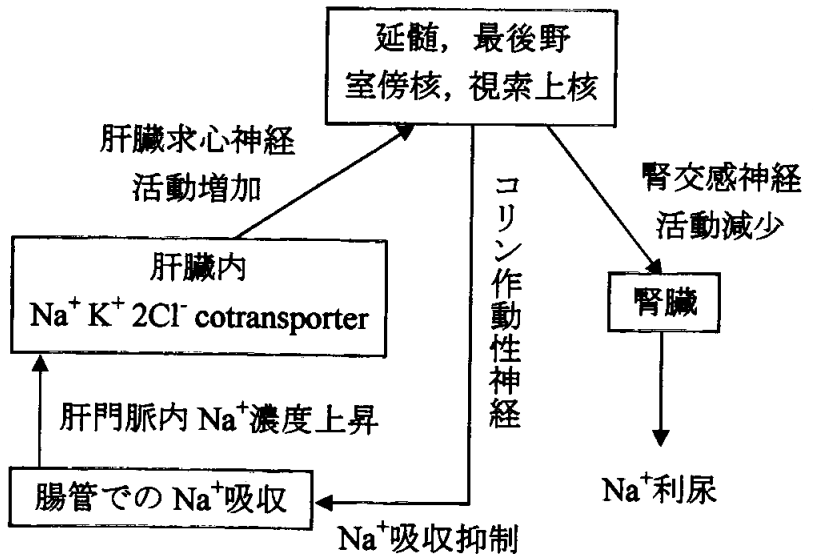 延髄，最後野
室傍核，視索上核
肝臓求心神経
活動増加
コリン作動性神経
腎交感神経
活動減少
肝臓内
Na⁺ K⁺ 2Cl⁻ cotransporter
腎臓
肝門脈内 Na⁺濃度上昇
腸管での Na⁺吸収
Na⁺利尿
Na⁺吸収抑制